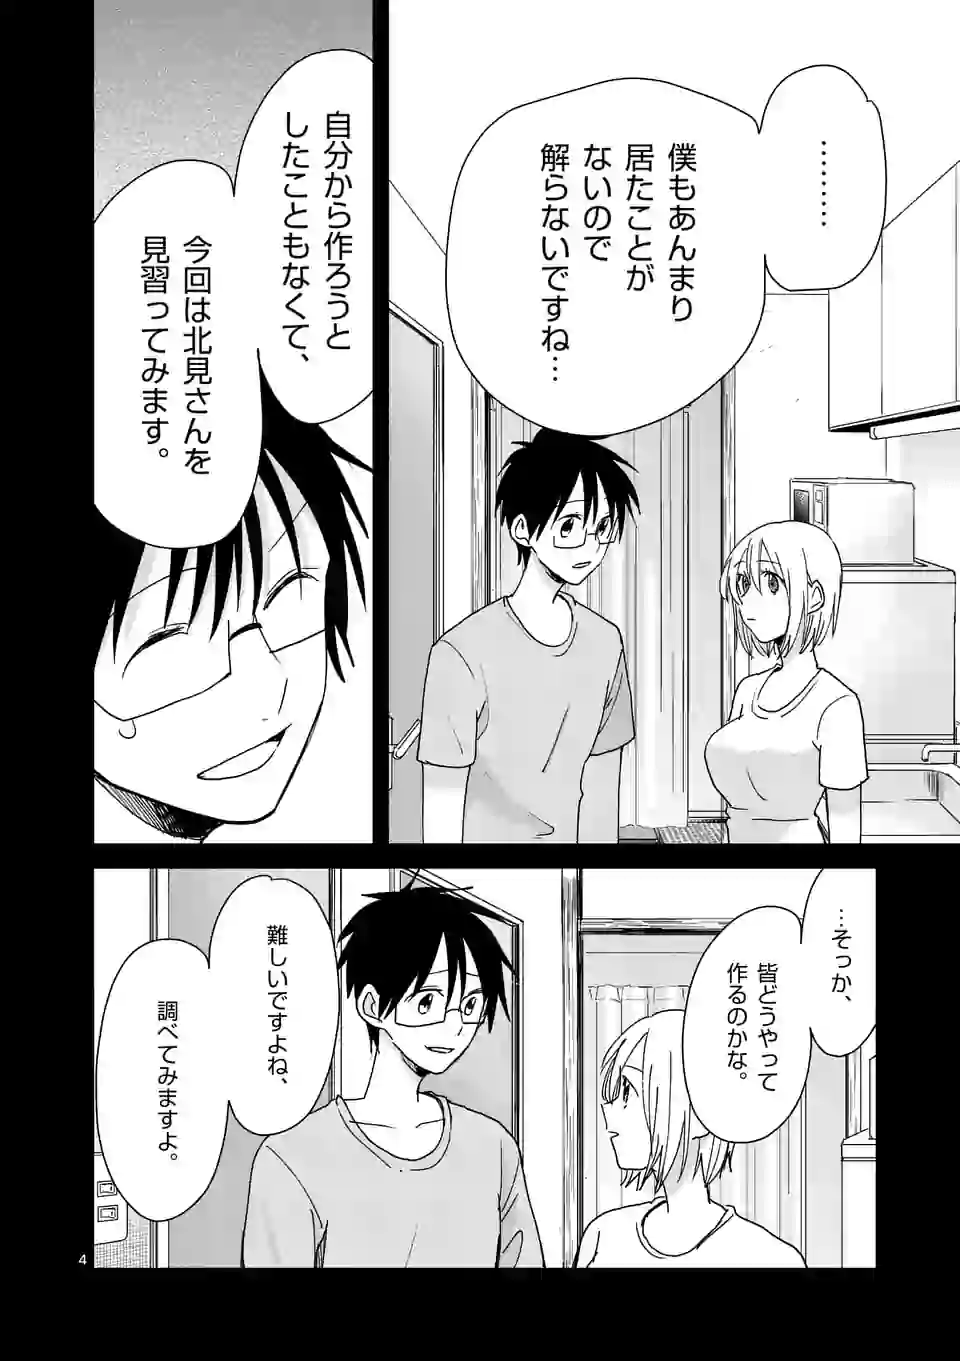 ………
僕もあんまり
居たことが
ないので
解らないですね…
自分から作ろうと
したこともなくて、
今回は北見さんを
見習ってみます。
…そっか、
皆どうやって
作るのかな。
難しいですよね、
調べてみますよ。
4